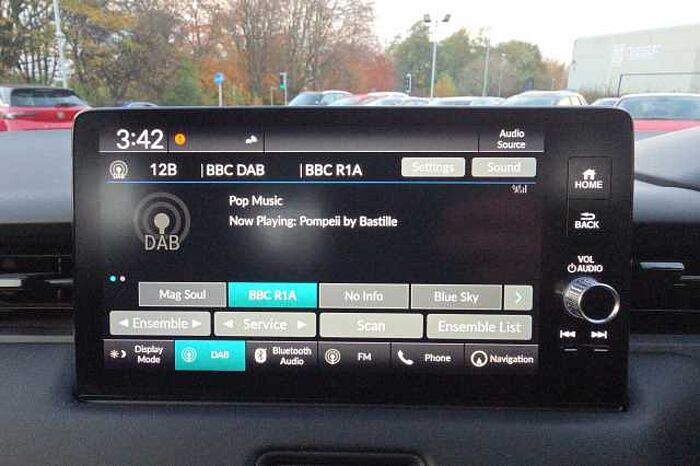 3:42
Audio Source
DAB 12B |BBC DAB |BBC R1A Settings Sound
HOME
Pop Music
BACK
Now Playing: Pompeii by Bastille
DAB
VOL
AUDIO
Mag Soul BBC R1A No Info Blue Sky >
◄ Ensemble ► ◄ Service ► Scan Ensemble List
Display Mode DAB Bluetooth Audio FM Phone Navigation